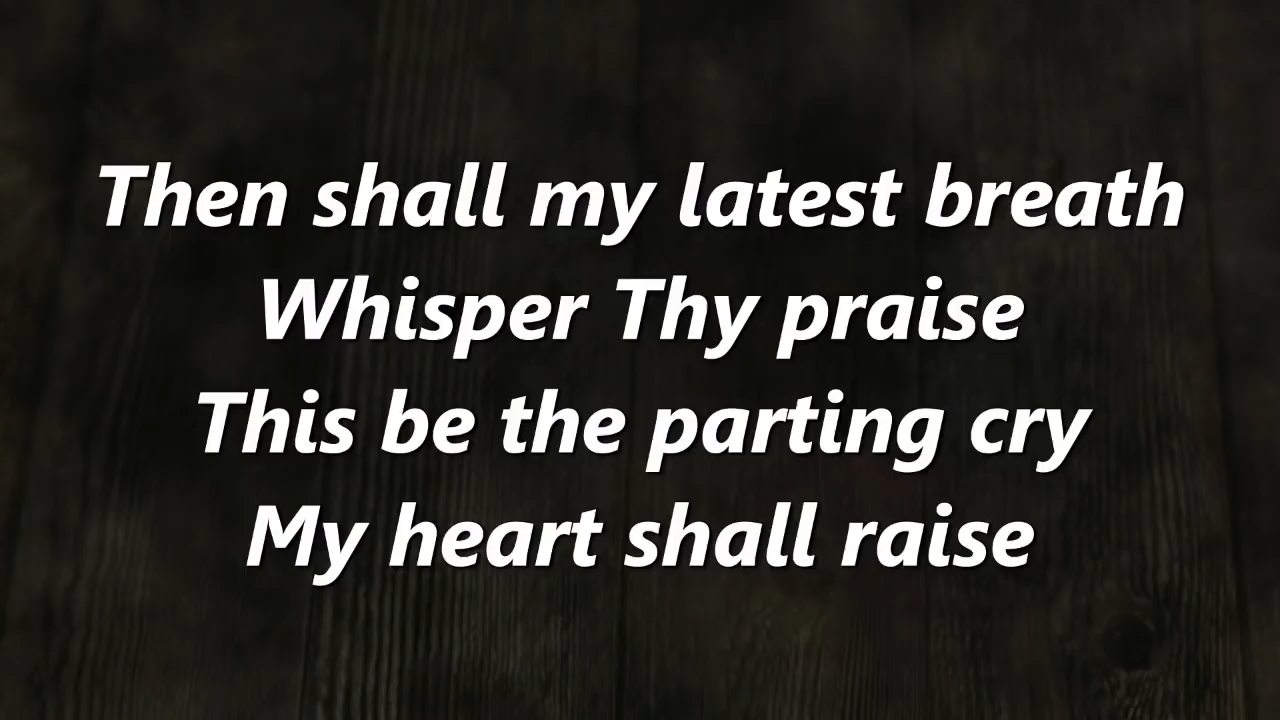 Then shall my latest breath
Whisper Thy praise
This be the parting cry
My heart shall raise